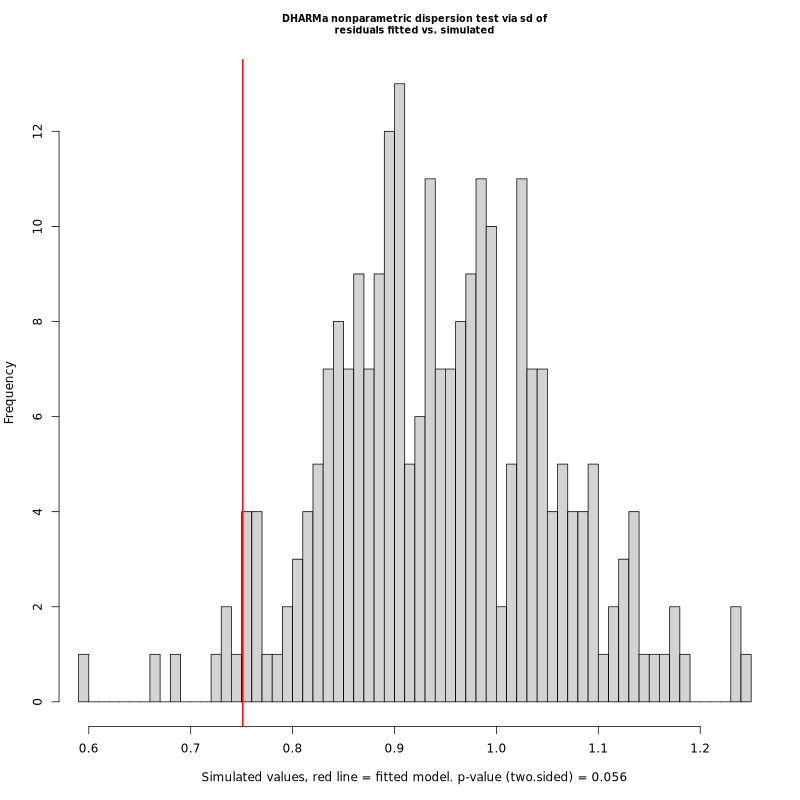 DHARMa nonparametric dispersion test via sd of
residuals fitted vs. simulated
Frequency
12
10
8
6
4
2
0
0.6 0.7 0.8 0.9 1.0 1.1 1.2
Simulated values, red line = fitted model. p-value (two.sided) = 0.056